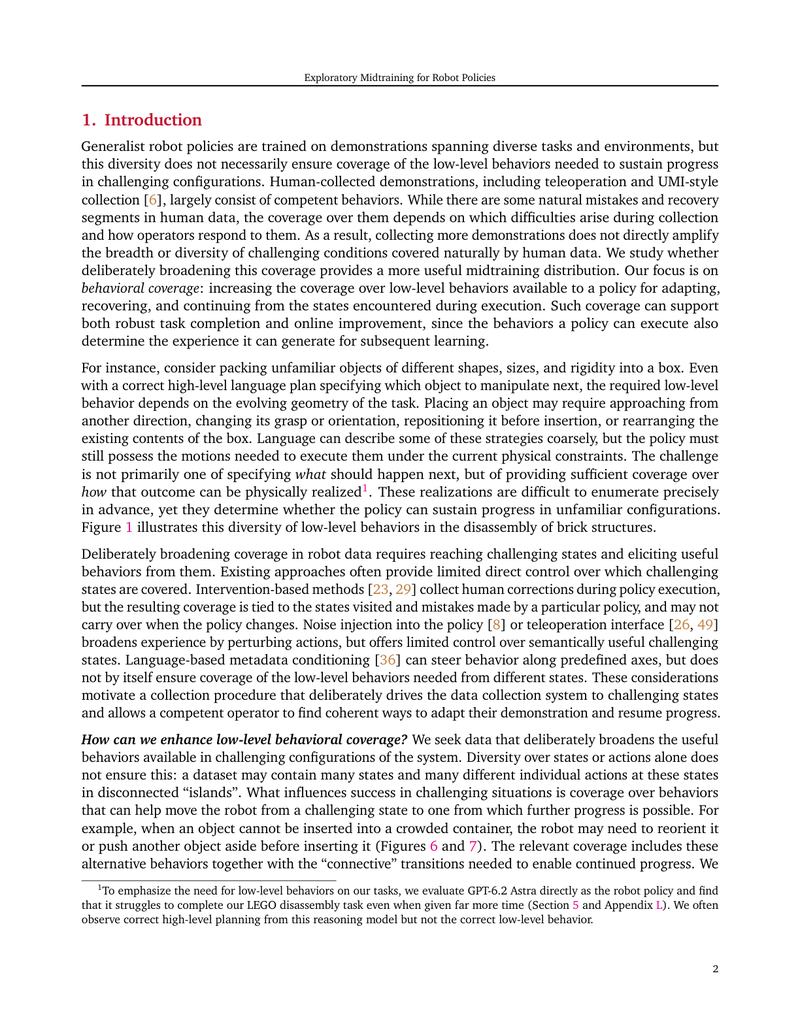 Exploratory Midtraining for Robot Policies
1. Introduction
Generalist robot policies are trained on demonstrations spanning diverse tasks and environments, but
this diversity does not necessarily ensure coverage of the low-level behaviors needed to sustain progress
in challenging configurations. Human-collected demonstrations, including teleoperation and UMI-style
collection [6], largely consist of competent behaviors. While there are some natural mistakes and recovery
segments in human data, the coverage over them depends on which difficulties arise during collection
and how operators respond to them. As a result, collecting more demonstrations does not directly amplify
the breadth or diversity of challenging conditions covered naturally by human data. We study whether
deliberately broadening this coverage provides a more useful midtraining distribution. Our focus is on
behavioral coverage: increasing the coverage over low-level behaviors available to a policy for adapting,
recovering, and continuing from the states encountered during execution. Such coverage can support
both robust task completion and online improvement, since the behaviors a policy can execute also
determine the experience it can generate for subsequent learning.
For instance, consider packing unfamiliar objects of different shapes, sizes, and rigidity into a box. Even
with a correct high-level language plan specifying which object to manipulate next, the required low-level
behavior depends on the evolving geometry of the task. Placing an object may require approaching from
another direction, changing its grasp or orientation, repositioning it before insertion, or rearranging the
existing contents of the box. Language can describe some of these strategies coarsely, but the policy must
still possess the motions needed to execute them under the current physical constraints. The challenge
is not primarily one of specifying what should happen next, but of providing sufficient coverage over
how that outcome can be physically realized1. These realizations are difficult to enumerate precisely
in advance, yet they determine whether the policy can sustain progress in unfamiliar configurations.
Figure 1 illustrates this diversity of low-level behaviors in the disassembly of brick structures.
Deliberately broadening coverage in robot data requires reaching challenging states and eliciting useful
behaviors from them. Existing approaches often provide limited direct control over which challenging
states are covered. Intervention-based methods [23, 29] collect human corrections during policy execution,
but the resulting coverage is tied to the states visited and mistakes made by a particular policy, and may not
carry over when the policy changes. Noise injection into the policy [8] or teleoperation interface [26, 49]
broadens experience by perturbing actions, but offers limited control over semantically useful challenging
states. Language-based metadata conditioning [36] can steer behavior along predefined axes, but does
not by itself ensure coverage of the low-level behaviors needed from different states. These considerations
motivate a collection procedure that deliberately drives the data collection system to challenging states
and allows a competent operator to find coherent ways to adapt their demonstration and resume progress.
How can we enhance low-level behavioral coverage? We seek data that deliberately broadens the useful
behaviors available in challenging configurations of the system. Diversity over states or actions alone does
not ensure this: a dataset may contain many states and many different individual actions at these states
in disconnected “islands”. What influences success in challenging situations is coverage over behaviors
that can help move the robot from a challenging state to one from which further progress is possible. For
example, when an object cannot be inserted into a crowded container, the robot may need to reorient it
or push another object aside before inserting it (Figures 6 and 7). The relevant coverage includes these
alternative behaviors together with the “connective” transitions needed to enable continued progress. We
1To emphasize the need for low-level behaviors on our tasks, we evaluate GPT-6.2 Astra directly as the robot policy and find
that it struggles to complete our LEGO disassembly task even when given far more time (Section 5 and Appendix L). We often
observe correct high-level planning from this reasoning model but not the correct low-level behavior.
2